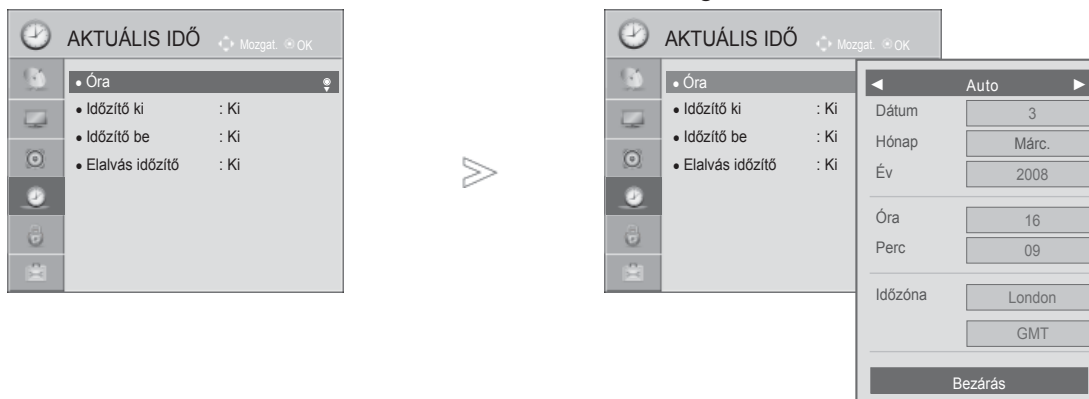 AKTUÁLIS IDŐ Mozgat. OK
• Óra
• Időzítő ki : Ki
• Időzítő be : Ki
• Elalvás időzítő : Ki
AKTUÁLIS IDŐ Mozgat. OK
• Óra
• Időzítő ki : Ki
• Időzítő be : Ki
• Elalvás időzítő : Ki
◄ Auto ►
Dátum 3
Hónap Márc.
Év 2008
Óra 16
Perc 09
Időzóna London
GMT
Bezárás